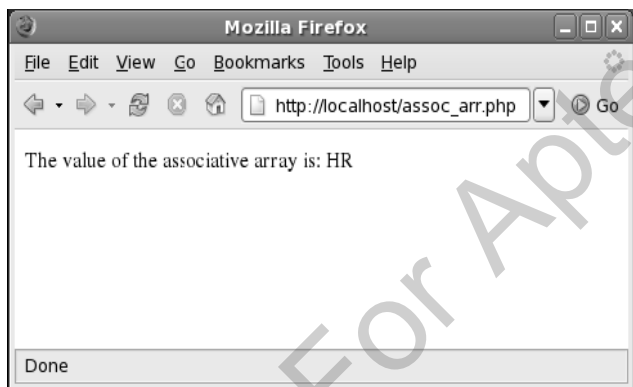 Mozilla Firefox
File Edit View Go Bookmarks Tools Help
http://localhost/assoc_arr.php Go
The value of the associative array is: HR
Done
For Apte